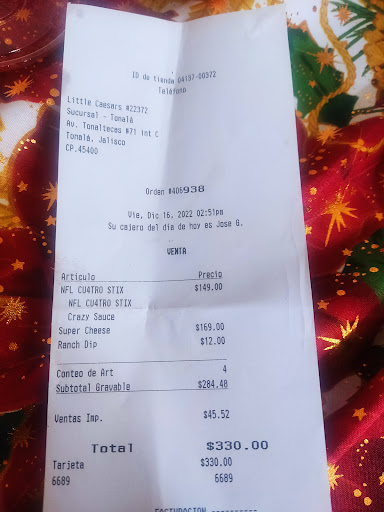 ID de tienda 04137-00372
Teléfono
Little Caesars #22372
Sucursal - Tonalá
Av. Tonaltecas #71 int C
Tonalá, Jalisco
CP.45400
Orden #406938
Vie, Dic 16, 2022 02:51pm
Su cajero del día de hoy es Jose G.
VENTA
Artículo Precio
NFL CU4TRO STIX $149.00
NFL CU4TRO STIX
Crazy Sauce
Super Cheese $169.00
Ranch Dip $12.00
Conteo de Art 4
Subtotal Gravable $284.48
Ventas Imp. $45.52
Total $330.00
Tarjeta $330.00
6689 6689
FACTURACION ----------